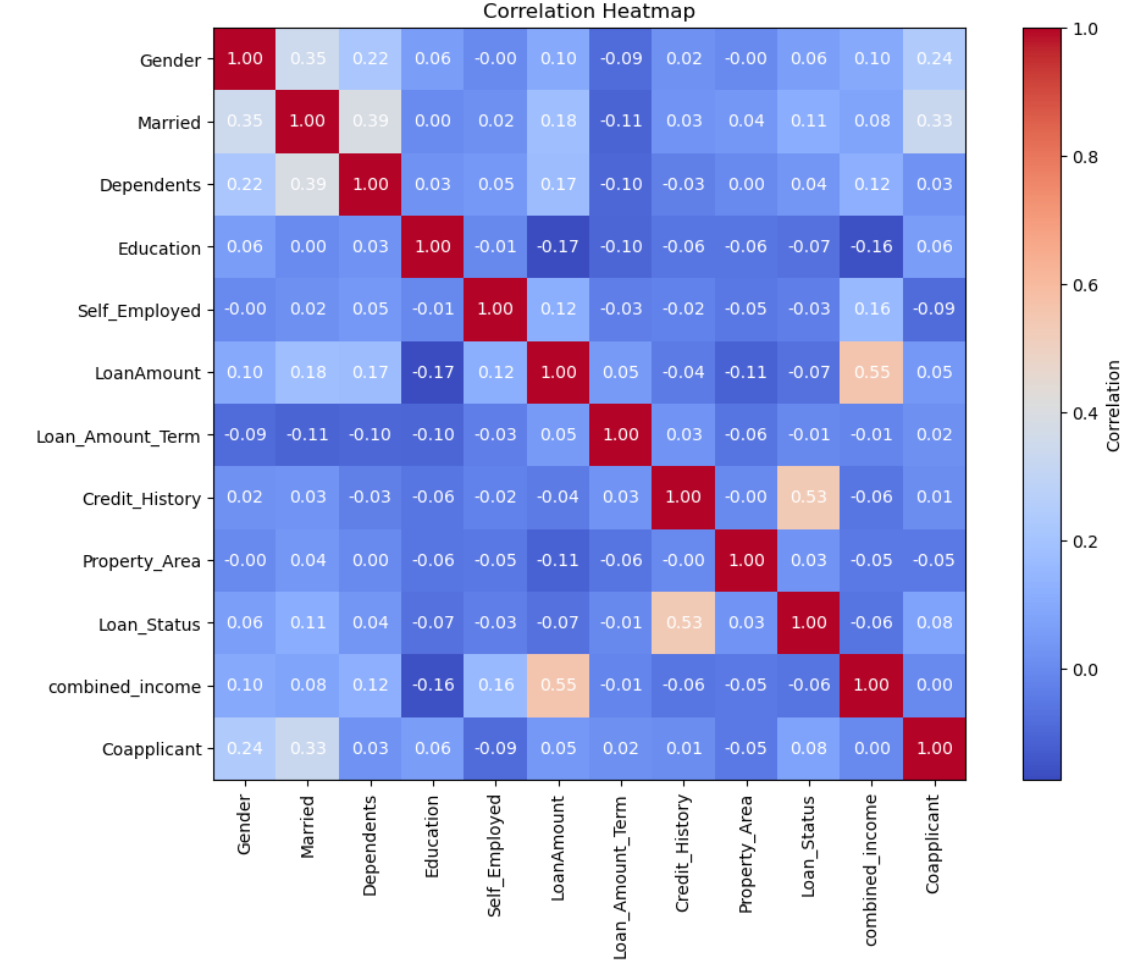 Correlation Heatmap
Gender 1.00 0.35 0.22 0.06 -0.00 0.10 -0.09 0.02 -0.00 0.06 0.10 0.24
Married 0.35 1.00 0.39 0.00 0.02 0.18 -0.11 0.03 0.04 0.11 0.08 0.33
Dependents 0.22 0.39 1.00 0.03 0.05 0.17 -0.10 -0.03 0.00 0.04 0.12 0.03
Education 0.06 0.00 0.03 1.00 -0.01 -0.17 -0.10 -0.06 -0.06 -0.07 -0.16 0.06
Self_Employed -0.00 0.02 0.05 -0.01 1.00 0.12 -0.03 -0.02 -0.05 -0.03 0.16 -0.09
LoanAmount 0.10 0.18 0.17 -0.17 0.12 1.00 0.05 -0.04 -0.11 -0.07 0.55 0.05
Loan_Amount_Term -0.09 -0.11 -0.10 -0.10 -0.03 0.05 1.00 0.03 -0.06 -0.01 -0.01 0.02
Credit_History 0.02 0.03 -0.03 -0.06 -0.02 -0.04 0.03 1.00 -0.00 0.53 -0.06 0.01
Property_Area -0.00 0.04 0.00 -0.06 -0.05 -0.11 -0.06 -0.00 1.00 0.03 -0.05 -0.05
Loan_Status 0.06 0.11 0.04 -0.07 -0.03 -0.07 -0.01 0.53 0.03 1.00 -0.06 0.08
combined_income 0.10 0.08 0.12 -0.16 0.16 0.55 -0.01 -0.06 -0.05 -0.06 1.00 0.00
Coapplicant 0.24 0.33 0.03 0.06 -0.09 0.05 0.02 0.01 -0.05 0.08 0.00 1.00
Gender
Married
Dependents
Education
Self_Employed
LoanAmount
Loan_Amount_Term
Credit_History
Property_Area
Loan_Status
combined_income
Coapplicant
1.0
0.8
0.6
0.4
0.2
0.0
Correlation